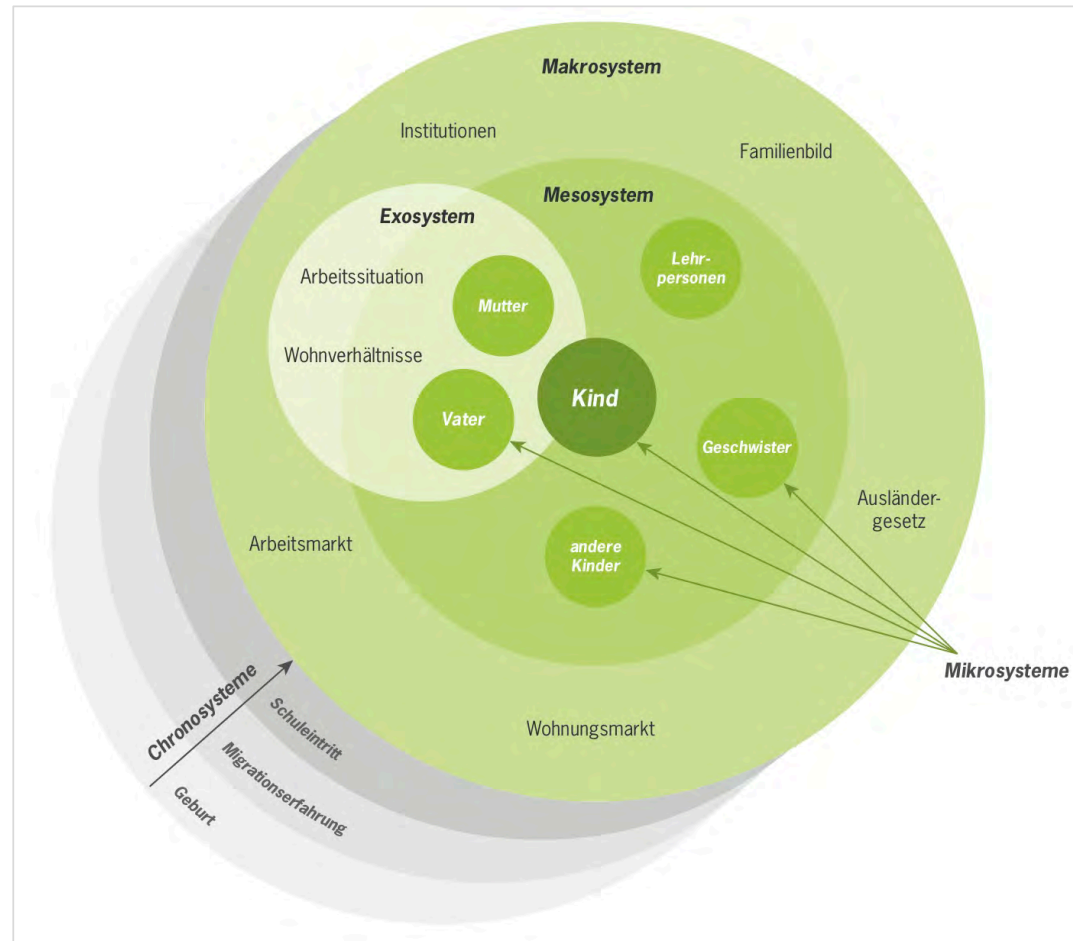 Makrosystem
Institutionen
Familienbild
Mesosystem
Exosystem
Lehr-
personen
Arbeitssituation
Mutter
Wohnverhältnisse
Kind
Vater
Geschwister
Ausländer-
gesetz
Arbeitsmarkt
andere
Kinder
Mikrosysteme
Chronosysteme
Schuleintritt
Migrationserfahrung
Geburt
Wohnungsmarkt